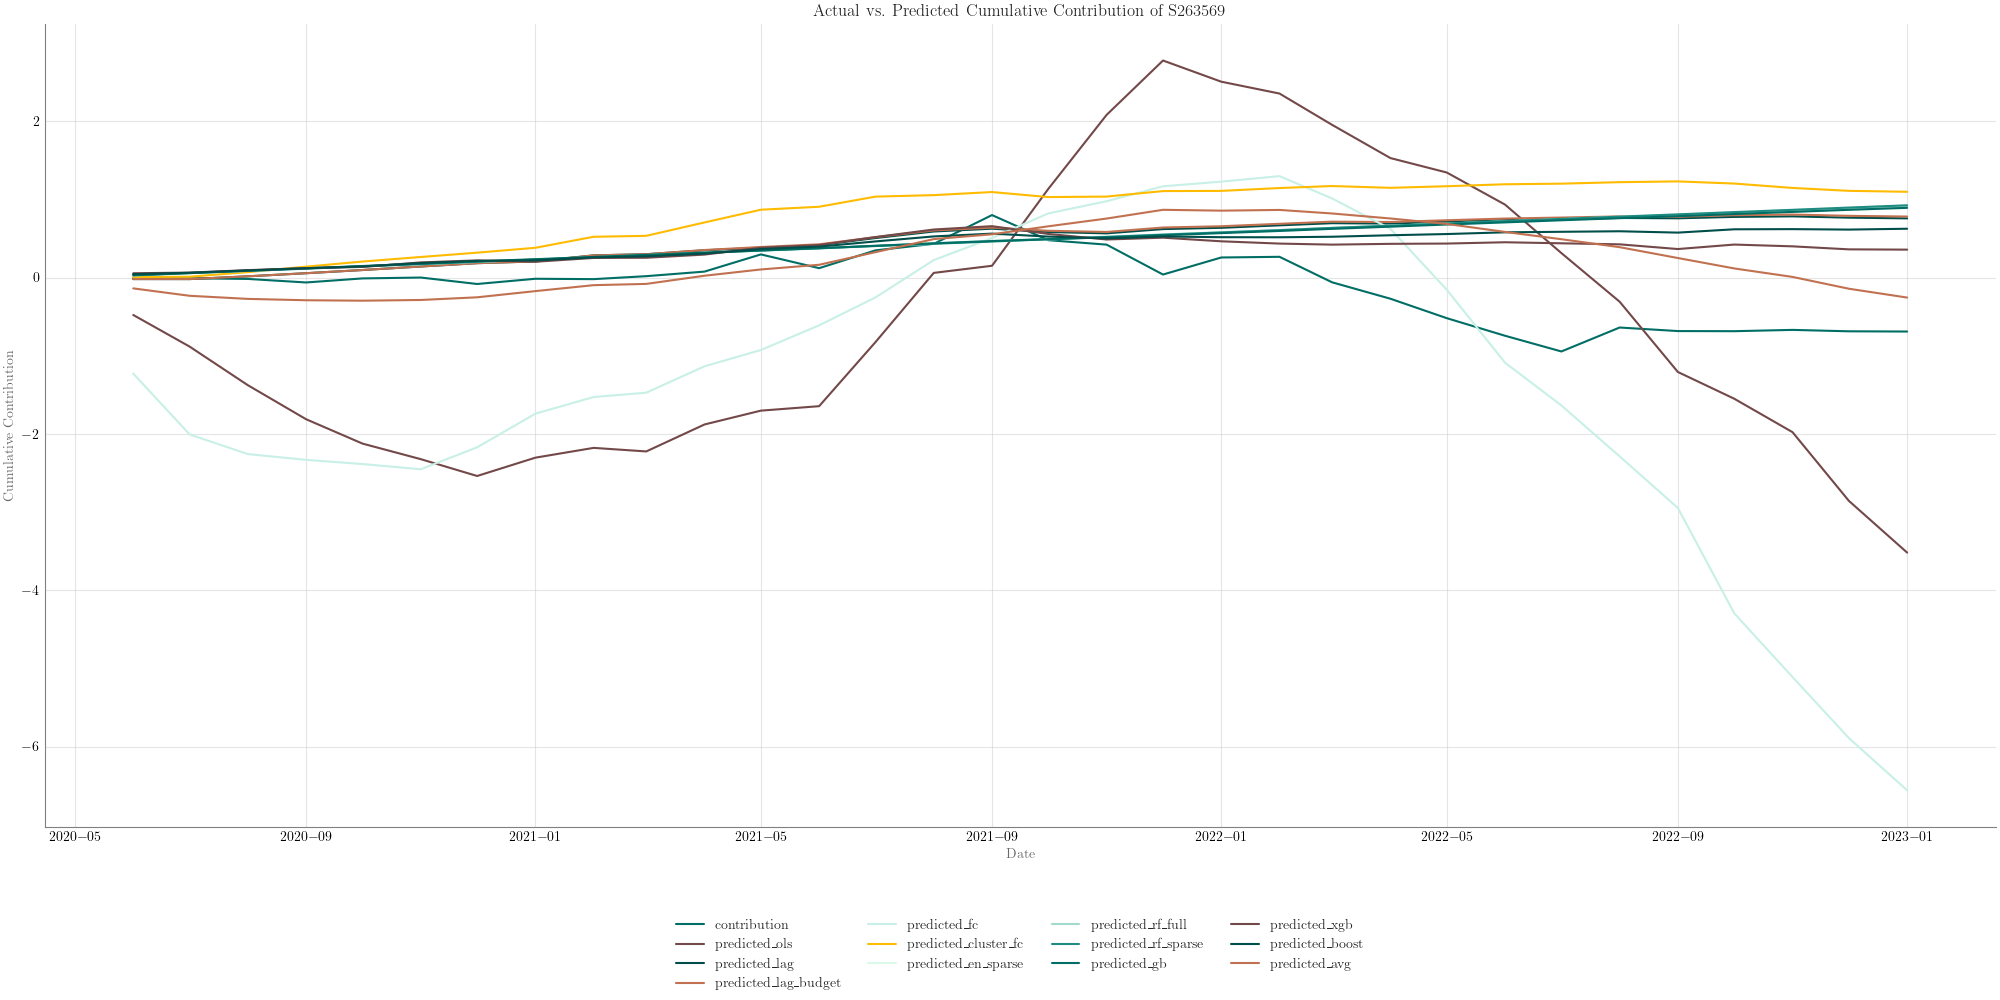 Actual vs. Predicted Cumulative Contribution of S263569
Cumulative Contribution
2
0
−2
−4
−6
2020−05 2020−09 2021−01 2021−05 2021−09 2022−01 2022−05 2022−09 2023−01
Date
contribution predicted_fc predicted_rf_full predicted_xgb
predicted_ols predicted_cluster_fc predicted_rf_sparse predicted_boost
predicted_lag predicted_en_sparse predicted_gb predicted_avg
predicted_lag_budget